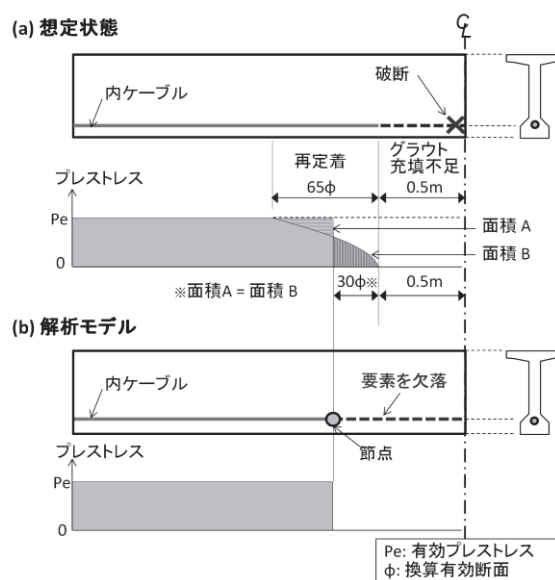 ℄
(a) 想定状態
内ケーブル
破断
再定着
グラウト
充填不足
65φ
0.5m
プレストレス
Pe
0
面積 A
面積 B
30φ※
0.5m
※面積A = 面積 B
(b) 解析モデル
内ケーブル
要素を欠落
節点
プレストレス
Pe
0
Pe: 有効プレストレス
φ: 換算有効断面